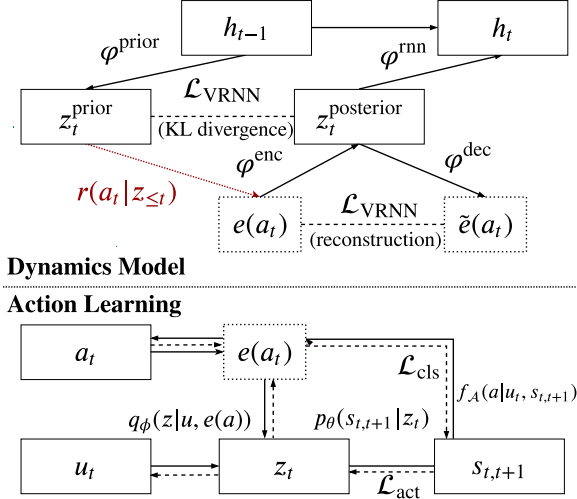 h_{t−1}
h_t
φ^{prior}
φ^{rnn}
ℒ_{VRNN}
z_t^{prior}
(KL divergence)
z_t^{posterior}
φ^{enc}
φ^{dec}
r(a_t|z_{≤t})
ℒ_{VRNN}
e(a_t)
(reconstruction)
ẽ(a_t)
Dynamics Model
Action Learning
a_t
e(a_t)
ℒ_{cls}
f_𝒜(a|u_t, s_{t,t+1})
q_ϕ(z|u, e(a))
p_θ(s_{t,t+1}|z_t)
u_t
z_t
s_{t,t+1}
ℒ_{act}